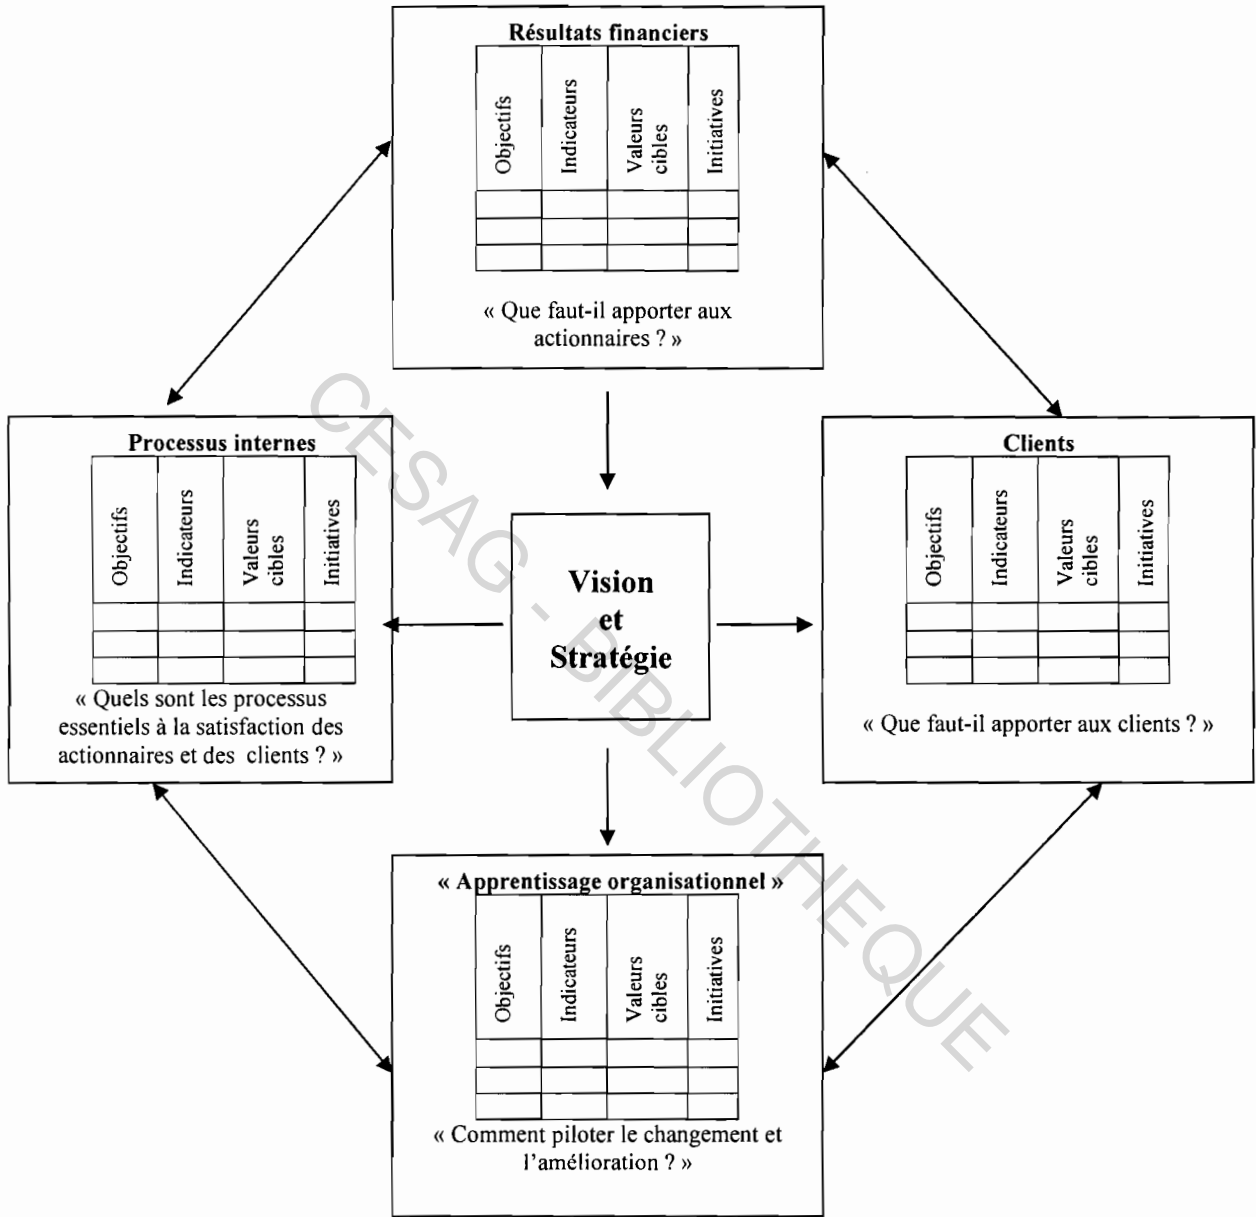 Résultats financiers
Objectifs
Indicateurs
Valeurs
cibles
Initiatives
« Que faut-il apporter aux
actionnaires ? »
Processus internes
Objectifs
Indicateurs
Valeurs
cibles
Initiatives
« Quels sont les processus
essentiels à la satisfaction des
actionnaires et des clients ? »
Vision
et
Stratégie
Clients
Objectifs
Indicateurs
Valeurs
cibles
Initiatives
« Que faut-il apporter aux clients ? »
« Apprentissage organisationnel »
Objectifs
Indicateurs
Valeurs
cibles
Initiatives
« Comment piloter le changement et
l'amélioration ? »
CESAG - BIBLIOTHEQUE